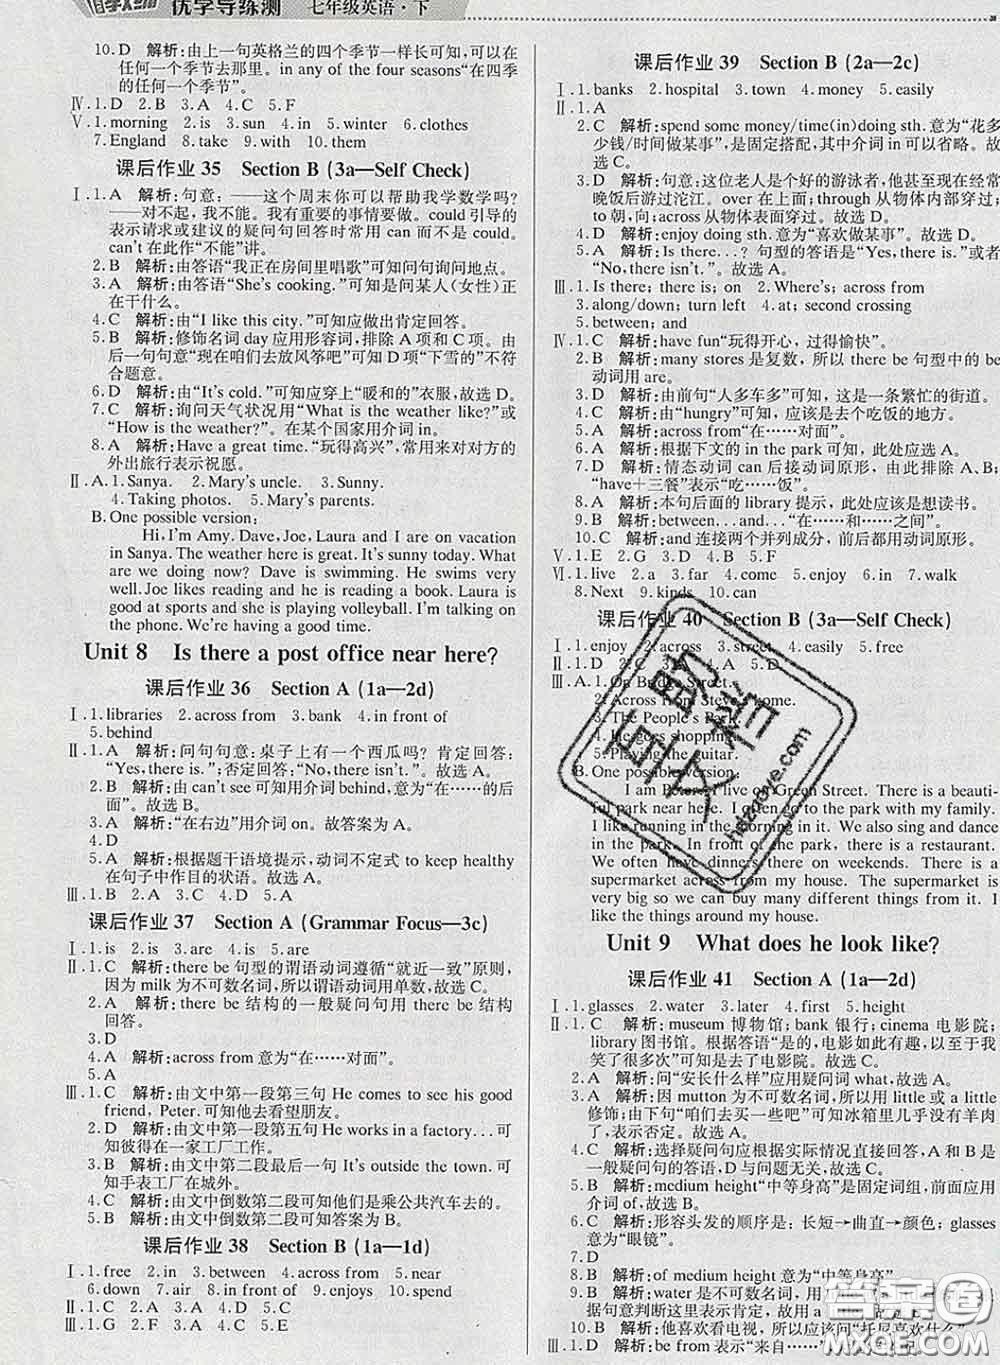 优学导练测　七年级英语·下
10. D　解析:由上一句英格兰的四个季节一样长可知,可以在
任何一个季节去那里。in any of the four seasons“在四季
的任何一个季节”。
Ⅳ. 1. D　2. B　3. A　4. C　5. F
Ⅴ. 1. morning　2. is　3. sun　4. in　5. winter　6. clothes
7. England　8. take　9. with　10. them
课后作业 35　Section B (3a—Self Check)
Ⅰ. 1. A　解析:句意:——这个周末你可以帮助我学数学吗?
——对不起,我不能。我有重要的事情要做。could 引导的
表示请求或建议的疑问句回答时常用 can 而不是 could。
can't 在此作“不能”讲。
2. B　解析:由答语“我正在房间里唱歌”可知问句询问地点。
3. A　解析:由答语“She's cooking.”可知是问某人(女性)正
在干什么。
4. C　解析:由“I like this city.”可知应做出肯定回答。
5. B　解析:修饰名词 day 应用形容词,排除 A 项和 C 项。由
后一句句意“现在咱们去放风筝吧”可知 D 项“下雪的”不符
合题意。
6. D　解析:由“It's cold.”可知应穿上“暖和的”衣服,故选 D。
7. C　解析:询问天气状况用“What is the weather like?”或
“How is the weather?”。在某个国家用介词 in。
8. A　解析:Have a great time. “玩得高兴”,常用来对对方的
外出旅行表示祝愿。
Ⅱ. A. 1. Sanya.　2. Mary's uncle.　3. Sunny.
4. Taking photos.　5. Mary's parents.
B. One possible version:
Hi, I'm Amy. Dave, Joe, Laura and I are on vacation
in Sanya. The weather here is great. It's sunny today. What
are we doing now? Dave is swimming. He swims very
well. Joe likes reading and he is reading a book. Laura is
good at sports and she is playing volleyball. I'm talking on
the phone. We're having a good time.
Unit 8　Is there a post office near here?
课后作业 36　Section A (1a—2d)
Ⅰ. 1. libraries　2. across from　3. bank　4. in front of
5. behind
Ⅱ. 1. A　解析:问句句意:桌子上有一个西瓜吗? 肯定回答:
“Yes, there is.”;否定回答:“No, there isn't.”。故选 A。
2. B　解析:由 can't see 可知用介词 behind,意为“在……的后
面”。故选 B。
3. A　解析:“在右边”用介词 on。故答案为 A。
4. D
5. A　解析:根据题干语境提示,动词不定式 to keep healthy
在句子中作目的状语。故选 A。
Ⅲ. 1. B　2. A　3. C　4. D　5. A
课后作业 37　Section A (Grammar Focus—3c)
Ⅰ. 1. is　2. is　3. are　4. is　5. are
Ⅱ. 1. C　解析:there be 句型的谓语动词遵循“就近一致”原则,
因为 milk 为不可数名词,所以谓语动词用单数。故选 C。
2. A　解析:there be 结构的一般疑问句用 there be 结构
回答。
3. D
4. A　解析:across from 意为“在……对面”。
5. A
Ⅲ. 1. C　解析:由文中第一段第三句 He comes to see his good
friend, Peter. 可知他去看望朋友。
2. D　解析:由文中第一段第五句 He works in a factory...可
知彼得在一家工厂工作。
3. B　解析:由文中第二段最后一句 It's outside the town. 可
知手表工厂在城外。
4. C　解析:由文中倒数第二段可知他们是乘公共汽车去的。
5. B　解析:由文中倒数第二段可知答案为 B。
课后作业 38　Section B (1a—1d)
Ⅰ. 1. free　2. in　3. between　4. across from　5. near
6. down　7. air　8. in front of　9. enjoys　10. spend
Ⅱ. 1. C　2. B　3. C　4. A　5. A
Ⅲ. 1. G　2. F　3. B　4. D　5. A
课后作业 39　Section B (2a—2c)
Ⅰ. 1. banks　2. hospital　3. town　4. money　5. easily
Ⅱ. 1. A
2. C　解析:spend some money/time(in)doing sth. 意为“花多
少钱/时间做某事”,是固定搭配,其中介词 in 可以省略。故
选 C。
3. D　解析:句意:这位老人是个好的游泳者,他经常在
晚饭后游过沱江。over 在上面;through 从物体内部穿过;
to 朝,向;across 从物体表面穿过。故选 D。
4. D　解析:enjoy doing sth. 意为“喜欢做某事”。故选 D。
5. A　解析:Is there...? 句型的答语是“Yes, there is.”或者
“No, there isn't.”。故选 A。
Ⅲ. 1. Is there; there is; on　2. Where's; across from
3. along/down; turn left　4. at; second crossing
5. between; and
Ⅳ. 1. C　解析:have fun“玩得开心,过得愉快”。
2. B　解析:many stores 是复数,所以 there be 句型中的 be
动词用 are。
3. D　解析:由前句“人多车多”可知,这是一条繁忙的街道。
4. C　解析:由“hungry”可知,应该是去个吃饭的地方。
5. A　解析:across from“在……对面”。
6. A　解析:根据下文的 in the park 可知,此处应选 A。
7. D　解析:情态动词 can 后接动词原形,由此排除 A、B;
“have+三餐”表示“吃……饭”。
8. A　解析:本句后面的 library 提示,此处应该是想读书。
9. B　解析:between...and...“在……和……之间”。
10. C　解析:and 连接两个并列成分,前后都用动词原形。
Ⅴ. 1. E　2. G　3. D　4. B　5. F
Ⅵ. 1. live　2. a　3. far　4. come　5. enjoy　6. in　7. walk
8. Next　9. kinds　10. can
课后作业 40　Section B (3a—Self Check)
Ⅰ. 1. enjoy　2. across　3. street　4. easily　5. free
Ⅱ. 1. D　2. C　3. A　4. A　5. C
Ⅲ. A. 1. On Bridge Street.
2. Across from Steve's home.
3. The People's Park.
4. He goes shopping.
5. Playing the guitar.
B. One possible version:
I am Peter. I live on Green Street. There is a beauti-
ful park near here. I often go to the park with my family.
I like running in the morning in it. We also sing and dance
in the park. In front of the park, there is a restaurant.
We often have dinners there on weekends. There is a
supermarket across from my house. The supermarket is
very big so we can buy many different things from it. I
like the things around my house.
Unit 9　What does he look like?
课后作业 41　Section A (1a—2d)
Ⅰ. 1. glasses　2. water　3. later　4. first　5. height
Ⅱ. 1. C　解析:museum 博物馆;bank 银行;cinema 电影院;
library 图书馆。根据答语“是的,电影如此有趣,以至于我
笑了很多次”可知是去了电影院。故选 C。
2. A　解析:问“安长什么样”应用疑问词 what,故选 A。
3. A　解析:因 mutton 为不可数名词,所以用 little 或 a little
修饰;由下句“咱们去买一些吧”可知冰箱里几乎没有羊肉
了,表示否定。故选 A。
4. C　解析:选择疑问句应根据实际情况直接回答,A 和 B 是
一般疑问句的答语,D 与问题无关,故选 C。
5. B　解析:medium height“中等身高”是固定词组,前面应用
介词 of,故选 B。
6. C　解析:形容头发的顺序是:长短→曲直→颜色;glasses
意为“眼镜”。
7. D
8. B　解析:of medium height 意为“中等身高”
9. B　解析:water 是不可数名词,
据句意判断这里表示
10. B　解析:由他喜欢看电视,所以应该问“托尼喜欢什么”
Ⅲ. 1. D　解析:be from 表示“来自……”
早助文档
haizhuwe.com
答案圈
MXQE.COM